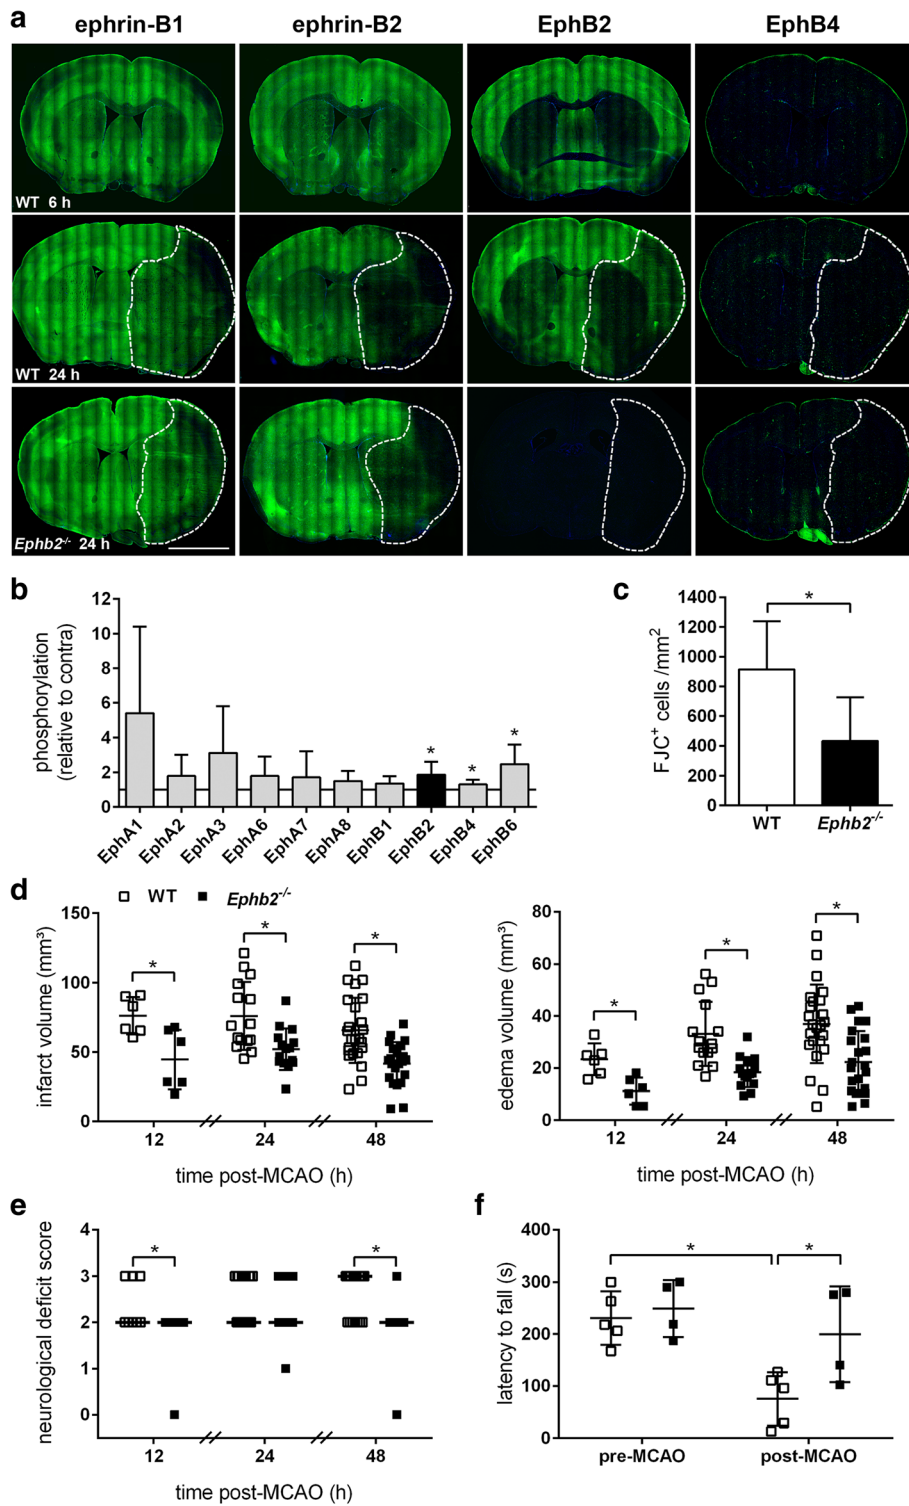 a
ephrin-B1 ephrin-B2 EphB2 EphB4
WT 6 h
WT 24 h
Ephb2-/- 24 h
b
phosphorylation
(relative to contra)
12
10
8
6
4
2
0
* * *
EphA1 EphA2 EphA3 EphA6 EphA7 EphA8 EphB1 EphB2 EphB4 EphB6
c
FJC+ cells /mm2
1400
1200
1000
800
600
400
200
0
*
WT Ephb2-/-
d
WT Ephb2-/-
infarct volume (mm³)
150
100
50
0
* * *
12 24 48
time post-MCAO (h)
edema volume (mm³)
80
60
40
20
0
* * *
12 24 48
time post-MCAO (h)
e
neurological deficit score
4
3
2
1
0
* *
12 24 48
time post-MCAO (h)
f
latency to fall (s)
400
300
200
100
0
* *
pre-MCAO post-MCAO